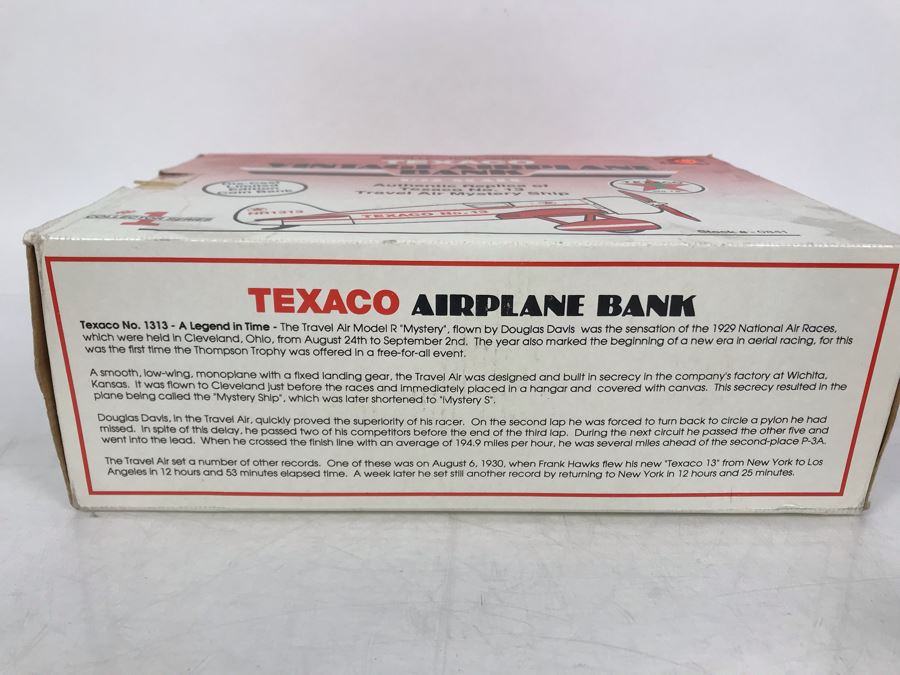 TEXACO
VINTAGE AIRPLANE
BANK
Authentic Replica of
Texaco No. 13
Travel Air Mystery Ship
Limited
Edition
COLLECTOR SERIES
NR1313
TEXACO No. 13
Stock #
TEXACO AIRPLANE BANK
Texaco No. 1313 - A Legend in Time - The Travel Air Model R "Mystery", flown by Douglas Davis was the sensation of the 1929 National Air Races,
which were held in Cleveland, Ohio, from August 24th to September 2nd. The year also marked the beginning of a new era in aerial racing, for this
was the first time the Thompson Trophy was offered in a free-for-all event.
A smooth, low-wing, monoplane with a fixed landing gear, the Travel Air was designed and built in secrecy in the company's factory at Wichita,
Kansas. It was flown to Cleveland just before the races and immediately placed in a hangar and covered with canvas. This secrecy resulted in the
plane being called the "Mystery Ship", which was later shortened to "Mystery S".
Douglas Davis, in the Travel Air, quickly proved the superiority of his racer. On the second lap he was forced to turn back to circle a pylon he had
missed. In spite of this delay, he passed two of his competitors before the end of the third lap. During the next circuit he passed the other five and
went into the lead. When he crossed the finish line with an average of 194.9 miles per hour, he was several miles ahead of the second-place P-3A.
The Travel Air set a number of other records. One of these was on August 6, 1930, when Frank Hawks flew his new "Texaco 13" from New York to Los
Angeles in 12 hours and 53 minutes elapsed time. A week later he set still another record by returning to New York in 12 hours and 25 minutes.